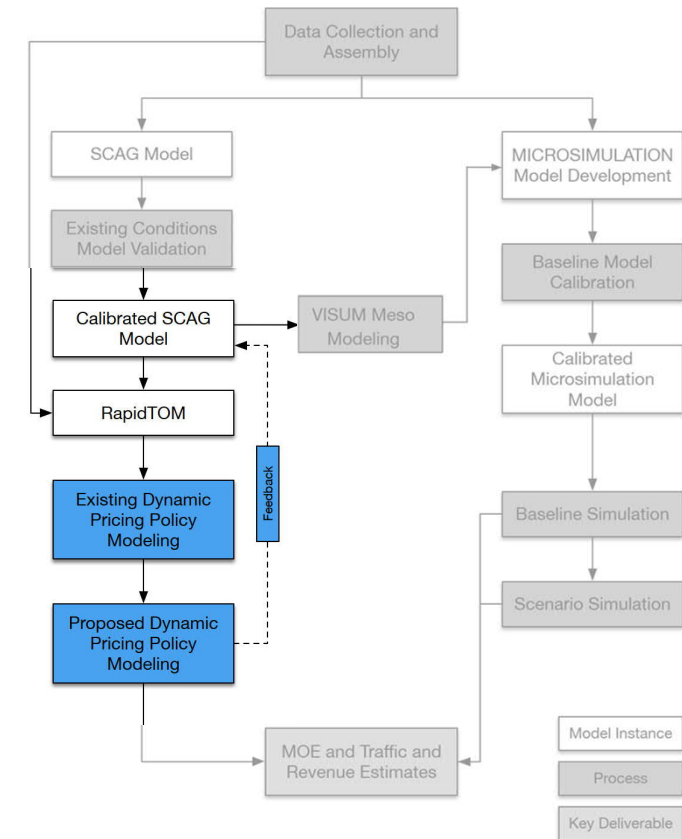 Data Collection and
Assembly
SCAG Model
MICROSIMULATION
Model Development
Existing Conditions
Model Validation
Baseline Model
Calibration
Calibrated SCAG
Model
VISUM Meso
Modeling
Calibrated
Microsimulation
Model
RapidTOM
Feedback
Existing Dynamic
Pricing Policy
Modeling
Baseline Simulation
Proposed Dynamic
Pricing Policy
Modeling
Scenario Simulation
MOE and Traffic and
Revenue Estimates
Model Instance
Process
Key Deliverable